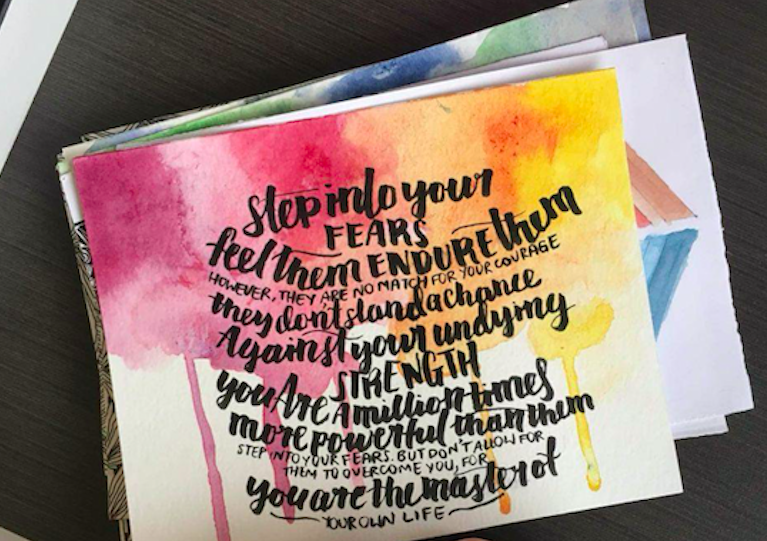 step into your
FEARS
feel them ENDURE them
HOWEVER, THEY ARE NO MATCH FOR YOUR COURAGE
they don't stand a chance
Against your undying
STRENGTH
you Are A million times
more powerful than them
STEP INTO YOUR FEARS. BUT DON'T ALLOW FOR
THEM TO OVERCOME YOU, FOR
you are the master of
YOUR OWN LIFE